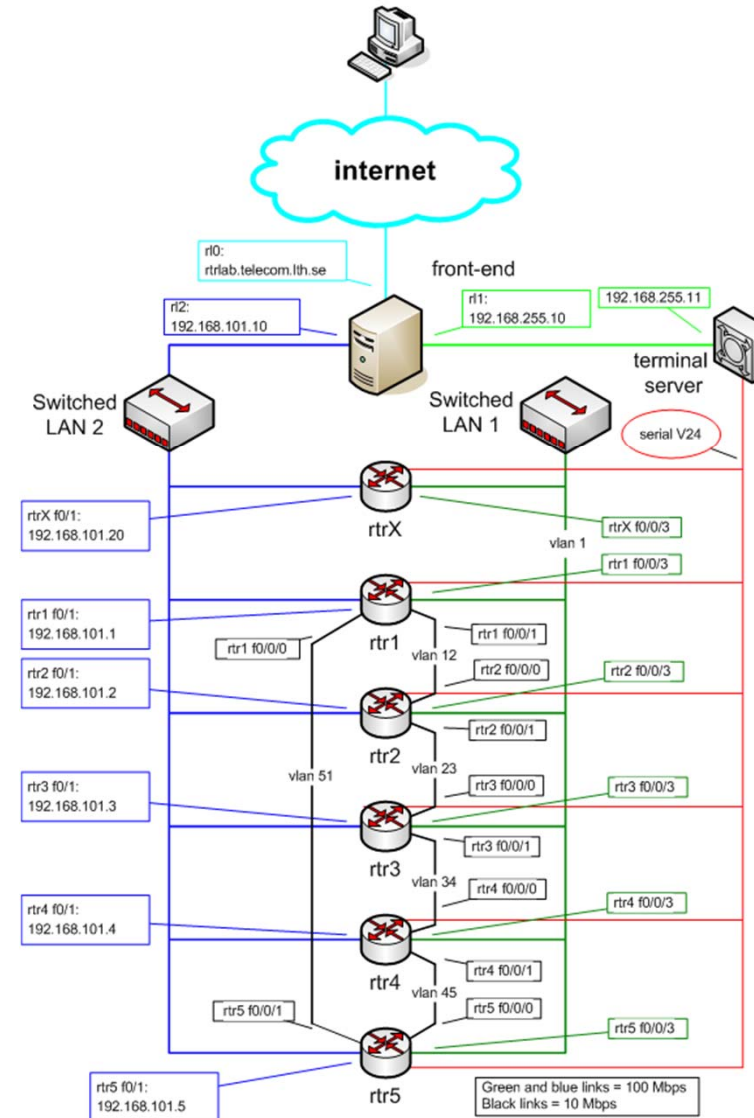 internet
rl0:
rtrlab.telecom.lth.se
front-end
rl2:
192.168.101.10
rl1:
192.168.255.10
192.168.255.11
terminal
server
Switched
LAN 2
Switched
LAN 1
serial V24
rtrX f0/1:
192.168.101.20
rtrX
rtrX f0/0/3
vlan 1
rtr1 f0/0/3
rtr1 f0/1:
192.168.101.1
rtr1 f0/0/0
rtr1
rtr1 f0/0/1
vlan 12
rtr2 f0/0/0
rtr2 f0/0/3
rtr2 f0/1:
192.168.101.2
rtr2
rtr2 f0/0/1
vlan 51
vlan 23
rtr3 f0/0/0
rtr3 f0/0/3
rtr3 f0/1:
192.168.101.3
rtr3
rtr3 f0/0/1
vlan 34
rtr4 f0/0/0
rtr4 f0/0/3
rtr4 f0/1:
192.168.101.4
rtr4
rtr4 f0/0/1
vlan 45
rtr5 f0/0/1
rtr5 f0/0/0
rtr5 f0/0/3
rtr5 f0/1:
192.168.101.5
rtr5
Green and blue links = 100 Mbps
Black links = 10 Mbps